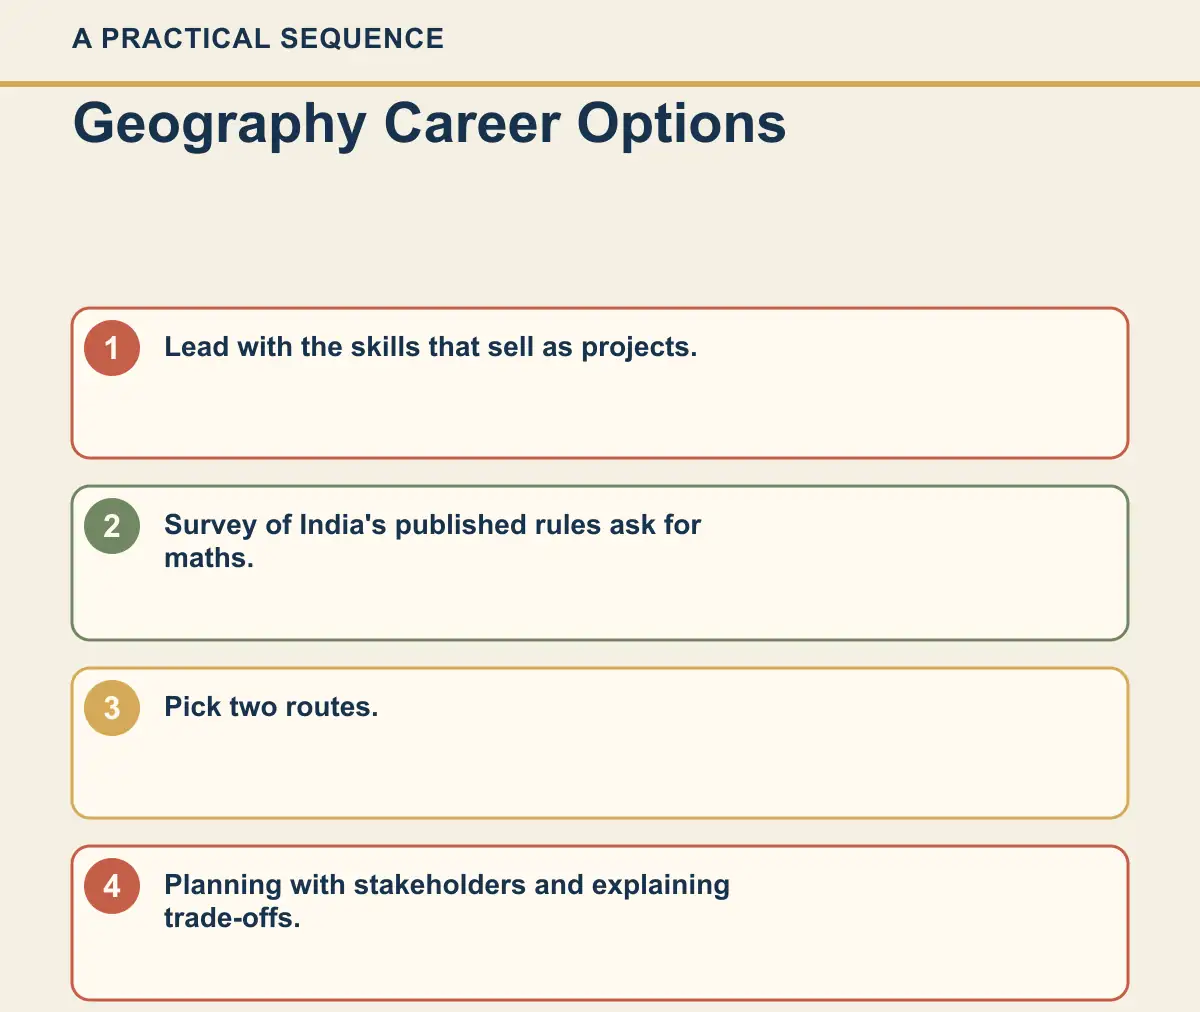 A PRACTICAL SEQUENCE
Geography Career Options
1
Lead with the skills that sell as projects.
2
Survey of India's published rules ask for
maths.
3
Pick two routes.
4
Planning with stakeholders and explaining
trade-offs.